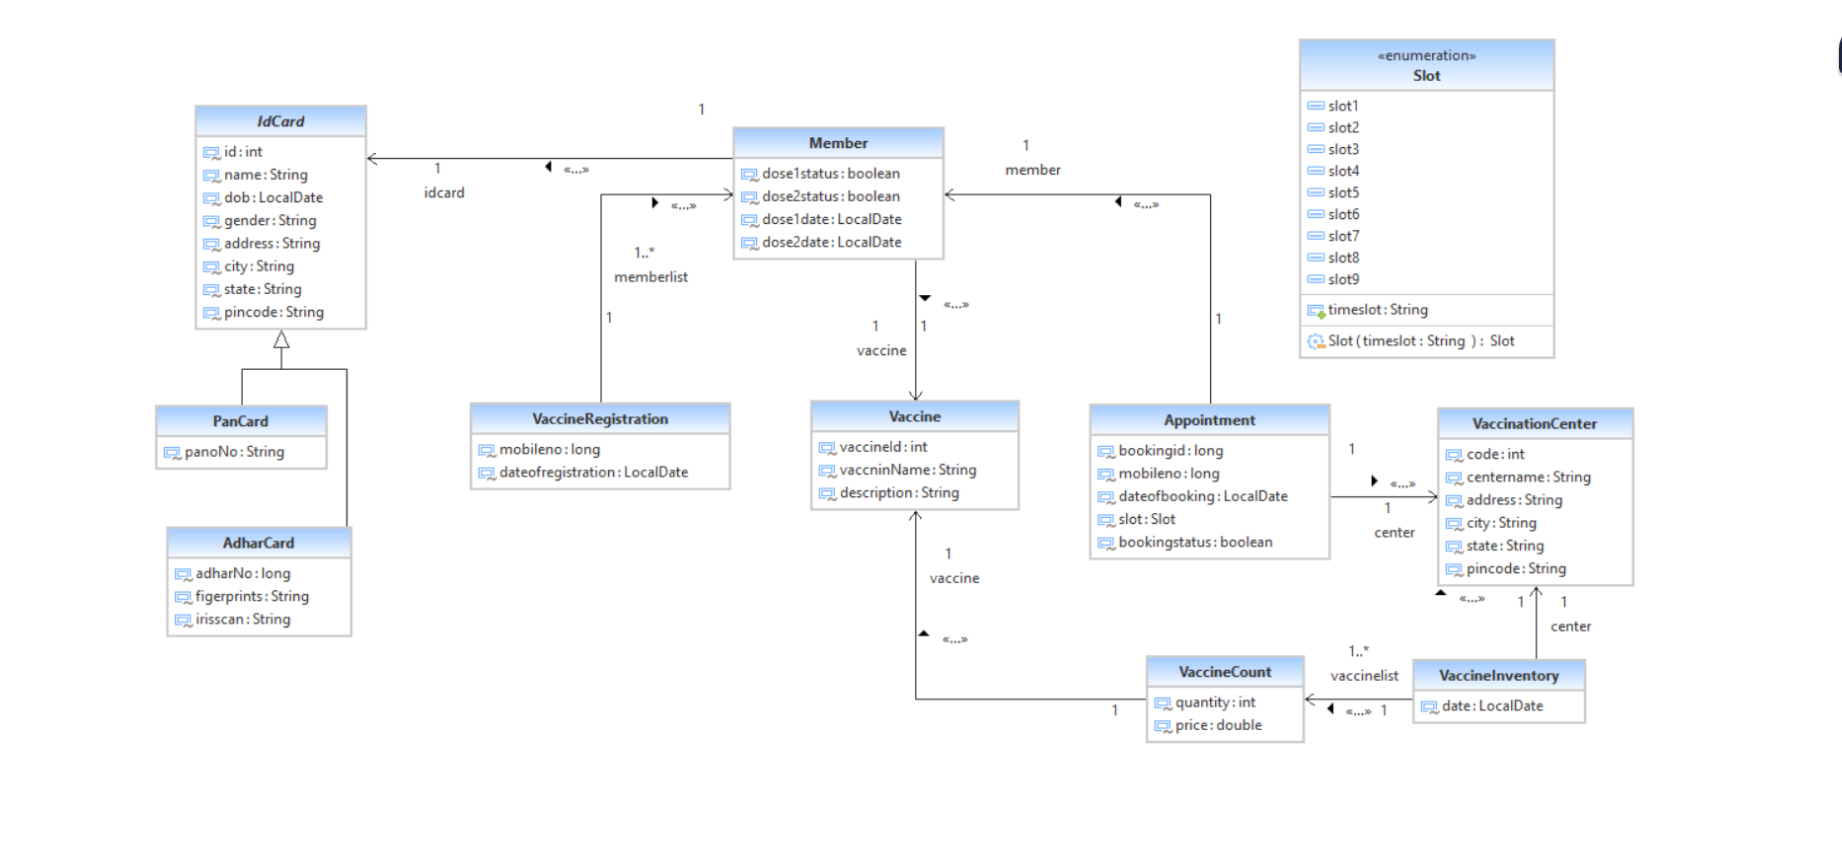 IdCard
id : int
name : String
dob : LocalDate
gender : String
address : String
city : String
state : String
pincode : String
1
1
idcard
«...»
Member
dose1status : boolean
dose2status : boolean
dose1date : LocalDate
dose2date : LocalDate
1
member
«...»
«...»
1..*
memberlist
1
«...»
1
1
vaccine
1
«enumeration»
Slot
slot1
slot2
slot3
slot4
slot5
slot6
slot7
slot8
slot9
timeslot : String
Slot ( timeslot : String ) : Slot
PanCard
panoNo : String
AdharCard
adharNo : long
figerprints : String
irisscan : String
VaccineRegistration
mobileno : long
dateofregistration : LocalDate
Vaccine
vaccineId : int
vaccninName : String
description : String
Appointment
bookingid : long
mobileno : long
dateofbooking : LocalDate
slot : Slot
bookingstatus : boolean
1
«...»
1
center
VaccinationCenter
code : int
centername : String
address : String
city : String
state : String
pincode : String
«...»
1
1
center
1
vaccine
«...»
1
VaccineCount
quantity : int
price : double
1..*
vaccinelist
«...»
1
VaccineInventory
date : LocalDate